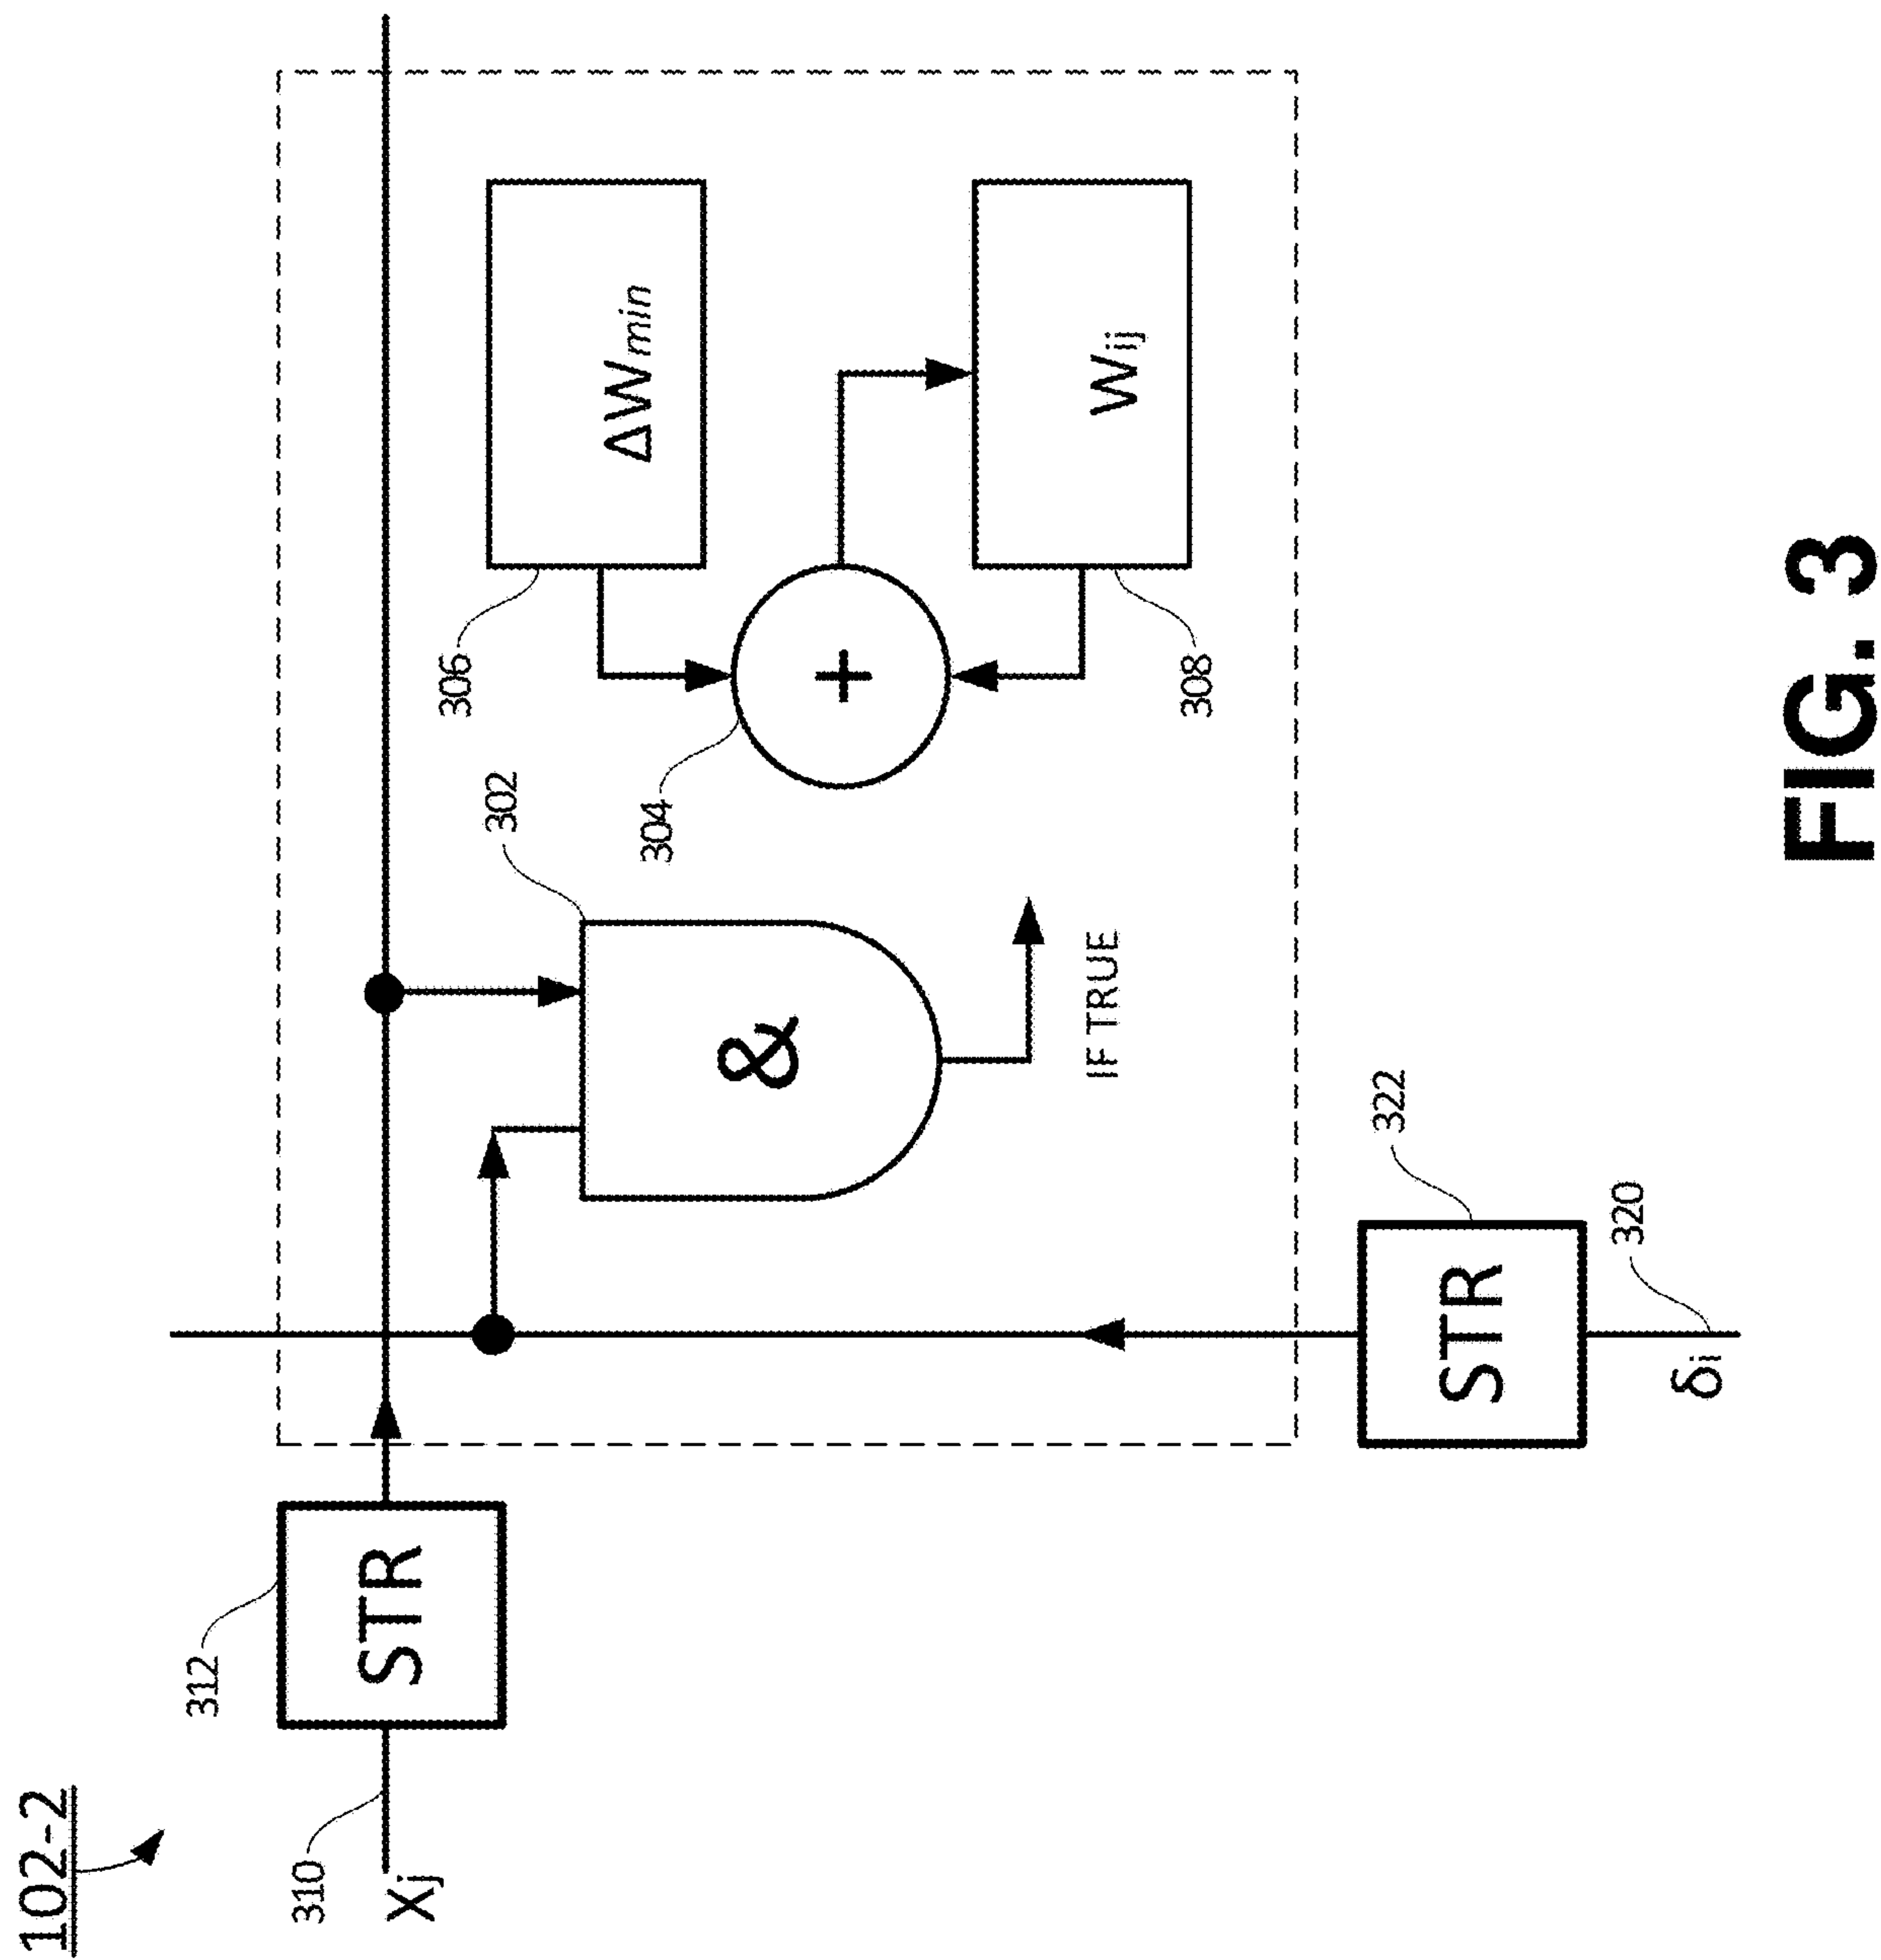 102-2
310
Xj
312
STR
302
&
IF TRUE
304
+
306
ΔWmin
308
Wij
322
STR
320
δi
FIG. 3